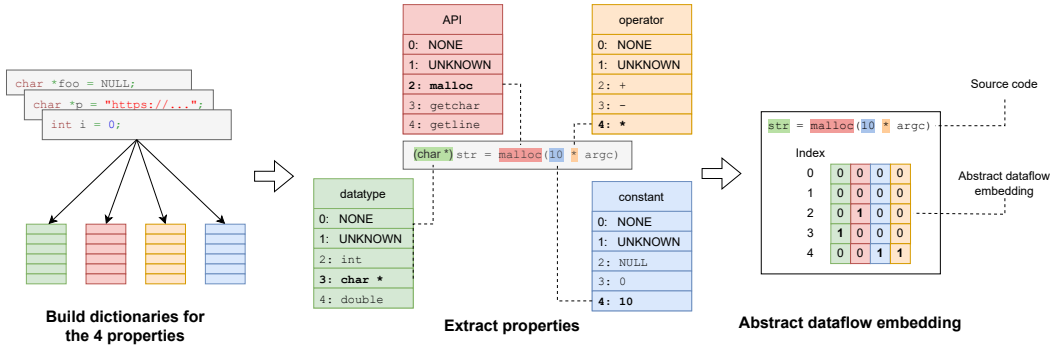 char *foo = NULL;
char *p = "https://...";
int i = 0;
Build dictionaries for
the 4 properties
API
0: NONE
1: UNKNOWN
2: malloc
3: getchar
4: getline
operator
0: NONE
1: UNKNOWN
2: +
3: -
4: *
(char *) str = malloc(10 * argc)
datatype
0: NONE
1: UNKNOWN
2: int
3: char *
4: double
constant
0: NONE
1: UNKNOWN
2: NULL
3: 0
4: 10
Extract properties
Source code
str = malloc(10 * argc)
Index
0 0 0 0 0
1 0 0 0 0
2 0 1 0 0
3 1 0 0 0
4 0 0 1 1
Abstract dataflow
embedding
Abstract dataflow embedding